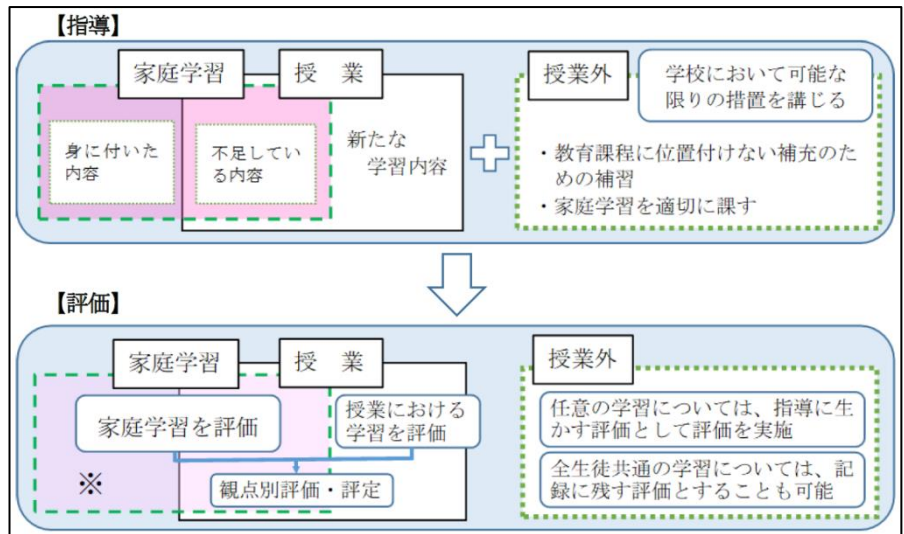 【指導】
家庭学習
授　業
授業外
学校において可能な
限りの措置を講じる
身に付いた
内容
不足してい
る内容
新たな
学習内容
・教育課程に位置付けない補充のた
めの補習
・家庭学習を適切に課す
【評価】
家庭学習
授　業
授業外
家庭学習を評価
授業における
学習を評価
※
観点別評価・評定
任意の学習については、指導に生
かす評価として評価を実施
全生徒共通の学習については、記
録に残す評価とすることも可能